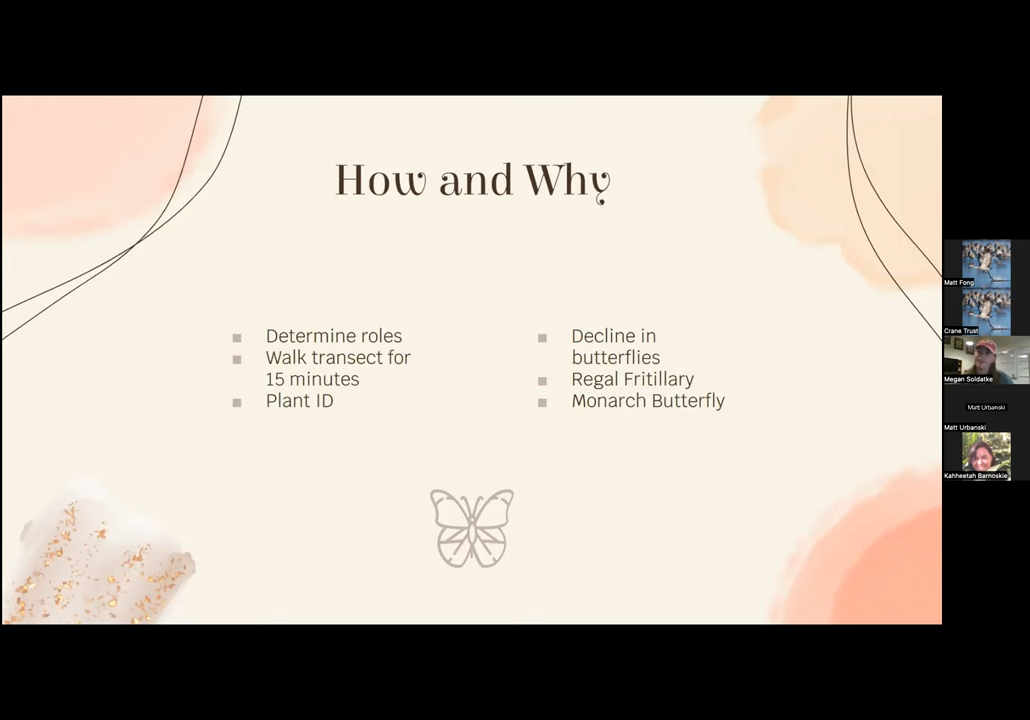 How and Why
Determine roles
Walk transect for
15 minutes
Plant ID
Decline in
butterflies
Regal Fritillary
Monarch Butterfly
Matt Fong
Crane Trust
Megan Soldatke
Matt Urbanski
Matt Urbanski
Kahheetah Barnoskie